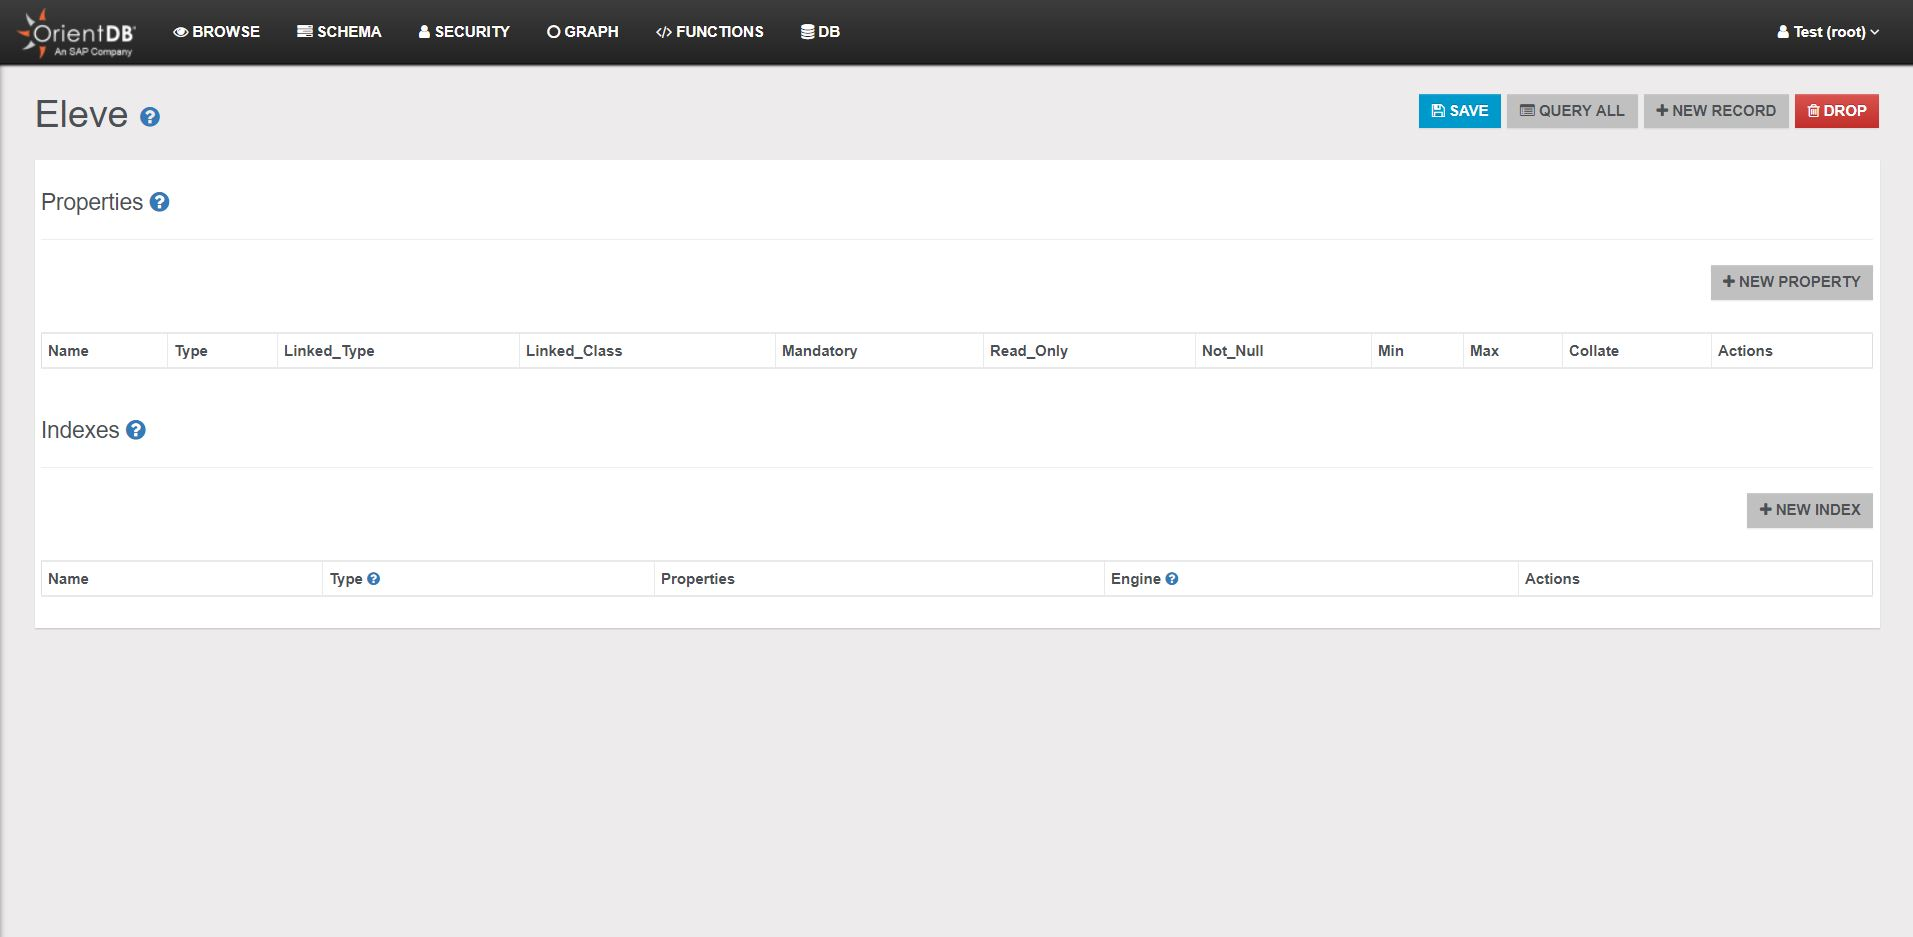 OrientDB
An SAP Company
BROWSE SCHEMA SECURITY GRAPH FUNCTIONS DB Test (root)
Eleve
SAVE QUERY ALL NEW RECORD DROP
Properties
NEW PROPERTY
Name Type Linked_Type Linked_Class Mandatory Read_Only Not_Null Min Max Collate Actions
Indexes
NEW INDEX
Name Type Properties Engine Actions